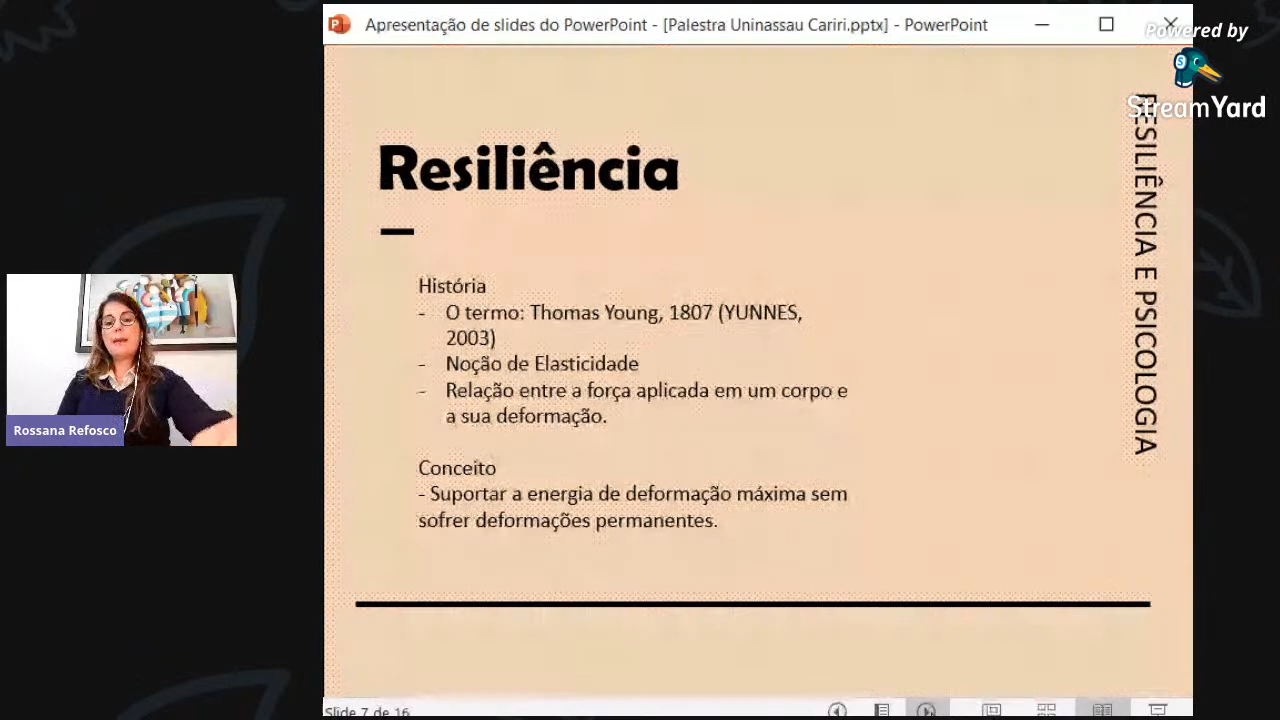 Apresentação de slides do PowerPoint - [Palestra Uninassau Cariri.pptx] - PowerPoint
Powered by
StreamYard
RESILIÊNCIA E PSICOLOGIA
Resiliência
História
- O termo: Thomas Young, 1807 (YUNNES,
2003)
- Noção de Elasticidade
- Relação entre a força aplicada em um corpo e
a sua deformação.
Conceito
- Suportar a energia de deformação máxima sem
sofrer deformações permanentes.
Rossana Refosco
Slide 7 de 16